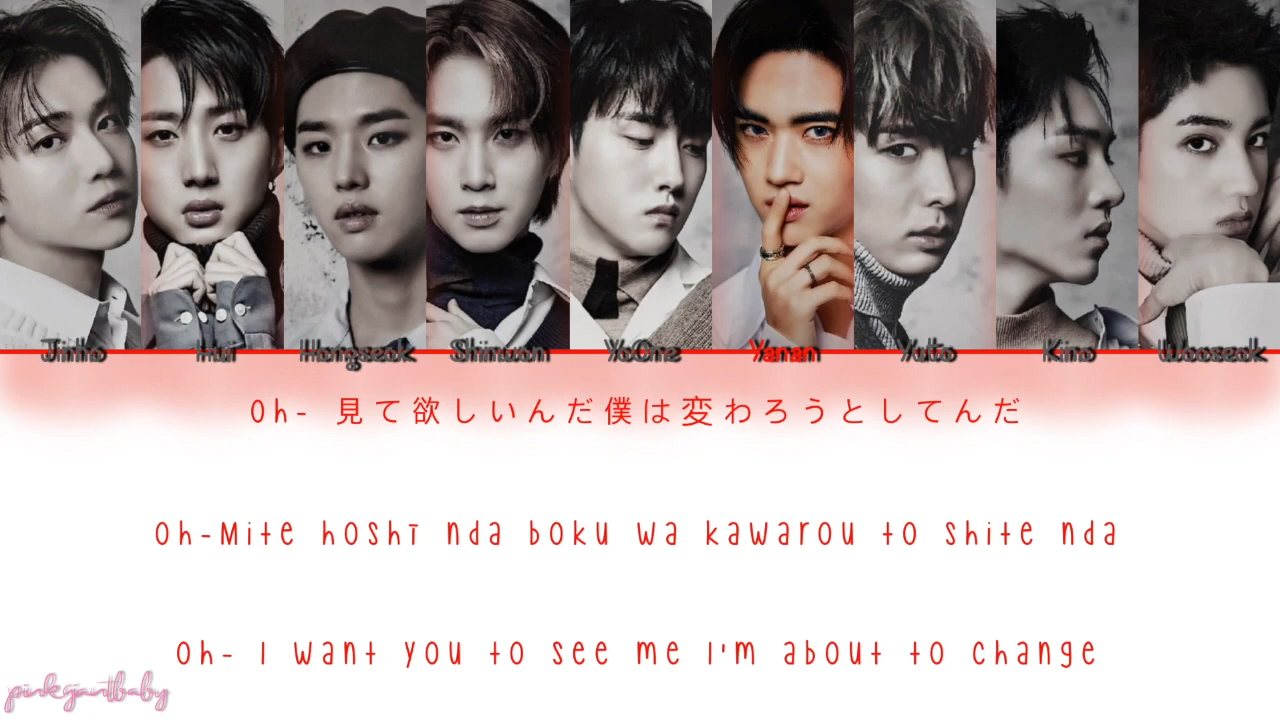 Jinho Hui Hongseok Shinwon YoOne Yanan Yuto Kino Wooseok
Oh- 見て欲しいんだ僕は変わろうとしてんだ
Oh-Mite hoshī nda boku wa kawarou to shite nda
Oh- I want you to see me I'm about to change
pinkgiantbaby